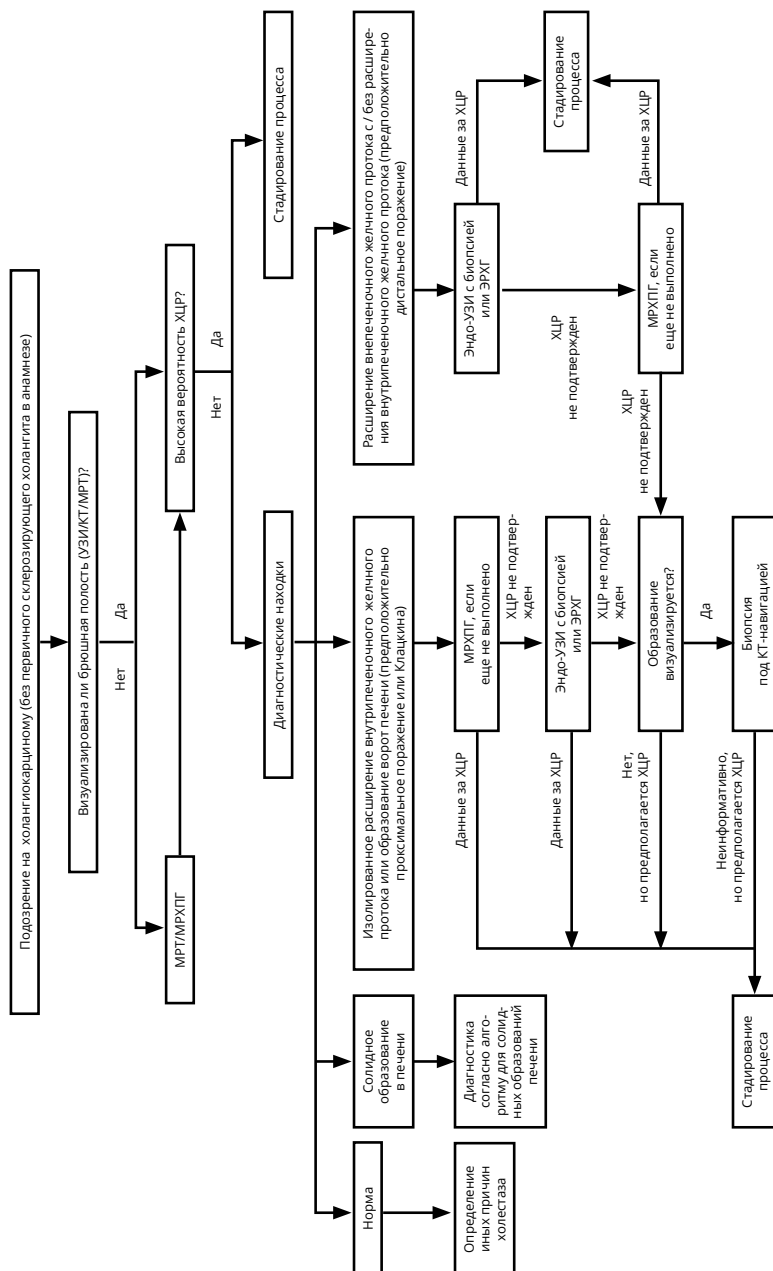 Подозрение на холангиокарциному (без первичного склерозирующего холангита в анамнезе)
Визуализирована ли брюшная полость (УЗИ/КТ/МРТ)?
Нет
Да
МРТ/МРХПГ
Высокая вероятность ХЦР?
Нет
Да
Диагностические находки
Стадирование процесса
Норма
Солидное
образование
в печени
Изолированное расширение внутрипеченочного желчного
протока или образование ворот печени (предположительно
проксимальное поражение или Клацкина)
Расширение внепеченочного желчного протока с / без расшире-
ния внутрипеченочного желчного протока (предположительно
дистальное поражение)
Определение
иных причин
холестаза
Диагностика
согласно алго-
ритму для солид-
ных образований
печени
Данные за ХЦР
МРХПГ, если
еще не выполнено
Эндо-УЗИ с биопсией
или ЭРХГ
Данные за ХЦР
ХЦР не подтвер-
жден
ХЦР
не подтвержден
Стадирование
процесса
Данные за ХЦР
Эндо-УЗИ с биопсией
или ЭРХГ
ХЦР не подтвер-
жден
ХЦР
не подтвержден
МРХПГ, если
еще не выполнено
Данные за ХЦР
Нет,
но предполагается ХЦР
Образование
визуализируется?
Да
Неинформативно,
но предполагается ХЦР
Биопсия
под КТ-навигацией
Стадирование
процесса